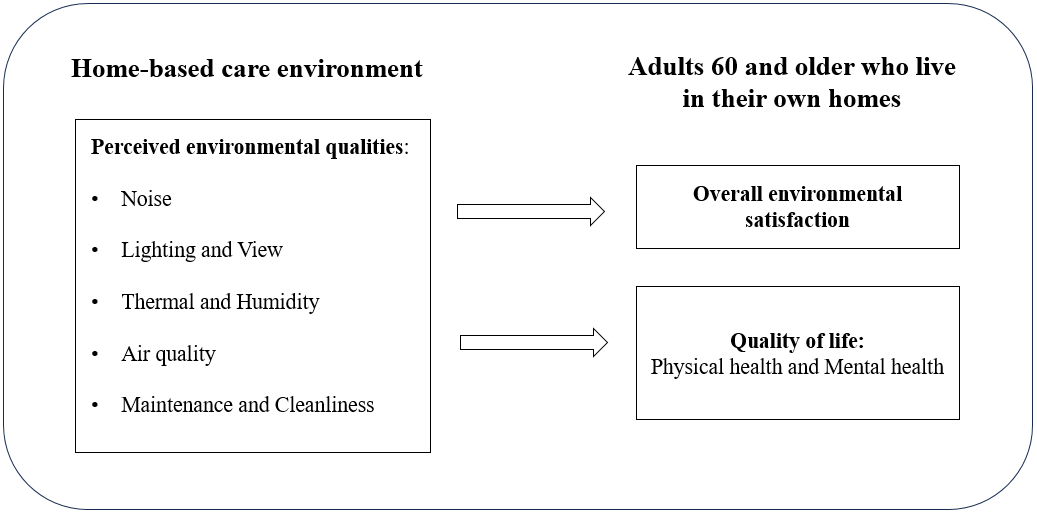 Home-based care environment
Perceived environmental qualities:
• Noise
• Lighting and View
• Thermal and Humidity
• Air quality
• Maintenance and Cleanliness
Adults 60 and older who live
in their own homes
Overall environmental
satisfaction
Quality of life:
Physical health and Mental health